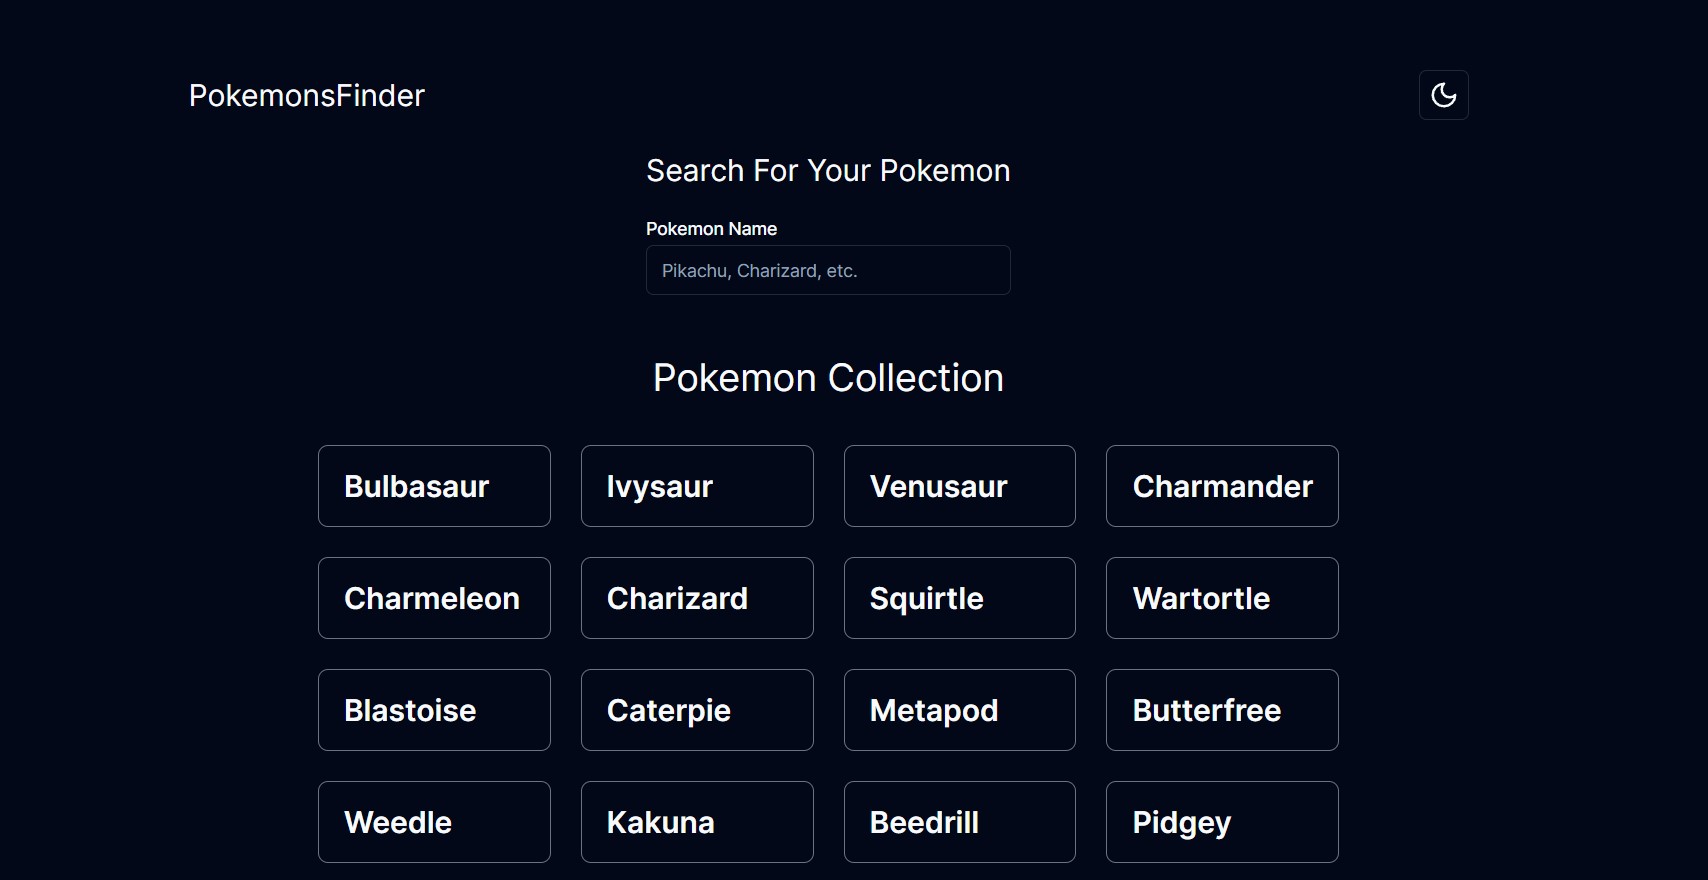 PokemonsFinder
Search For Your Pokemon
Pokemon Name
Pikachu, Charizard, etc.
Pokemon Collection
Bulbasaur
Ivysaur
Venusaur
Charmander
Charmeleon
Charizard
Squirtle
Wartortle
Blastoise
Caterpie
Metapod
Butterfree
Weedle
Kakuna
Beedrill
Pidgey